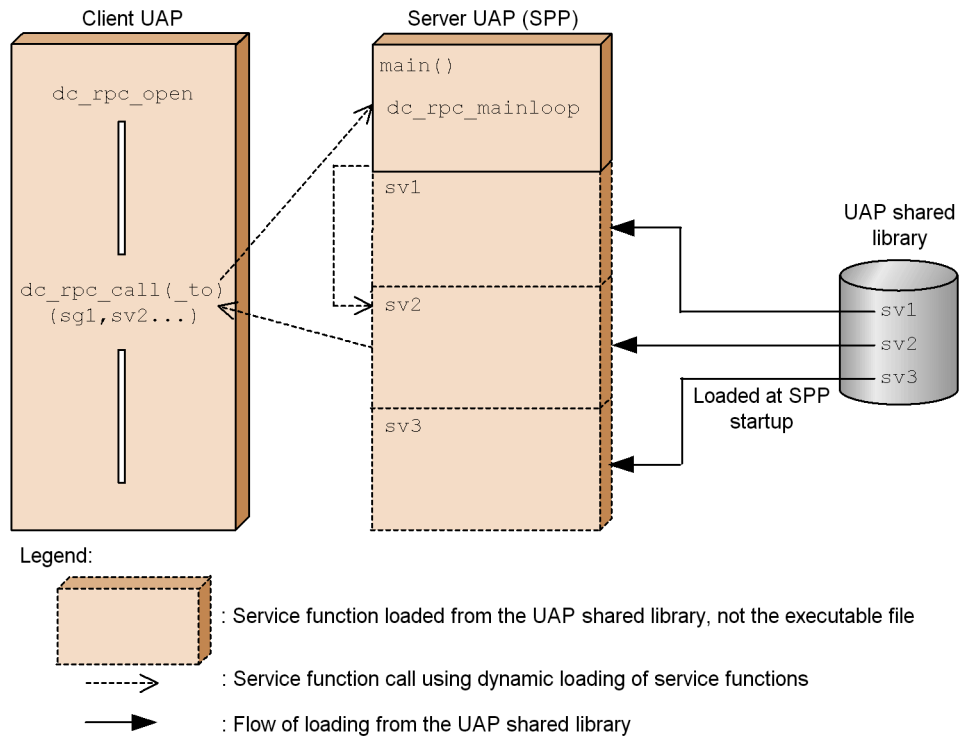 Client UAP
Server UAP (SPP)
main()
dc_rpc_open
dc_rpc_mainloop
sv1
UAP shared
library
dc_rpc_call(_to)
(sg1,sv2...)
sv2
sv1
sv2
sv3
Loaded at SPP
startup
sv3
Legend:
: Service function loaded from the UAP shared library, not the executable file
: Service function call using dynamic loading of service functions
: Flow of loading from the UAP shared library